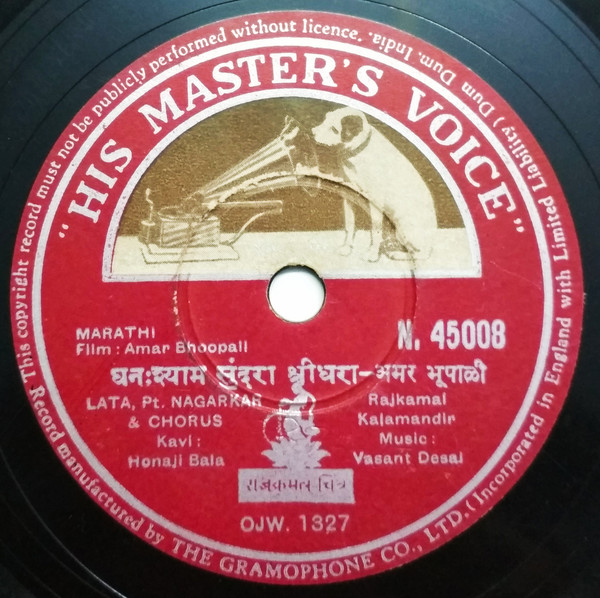 This copyright record must not be publicly performed without licence.
"HIS MASTER'S VOICE"
MARATHI
Film : Amar Bhoopali
N. 45008
घनःश्याम सुंदरा श्रीधरा-अमर भूपाळी
LATA, Pt. NAGARKAR
& CHORUS
Kavi :
Honaji Bala
Rajkamal
Kalamandir
Music :
Vasant Desai
राजकमल चित्र
OJW. 1327
Record manufactured by THE GRAMOPHONE CO., LTD. (Incorporated in England with Limited Liability) Dum Dum, India.